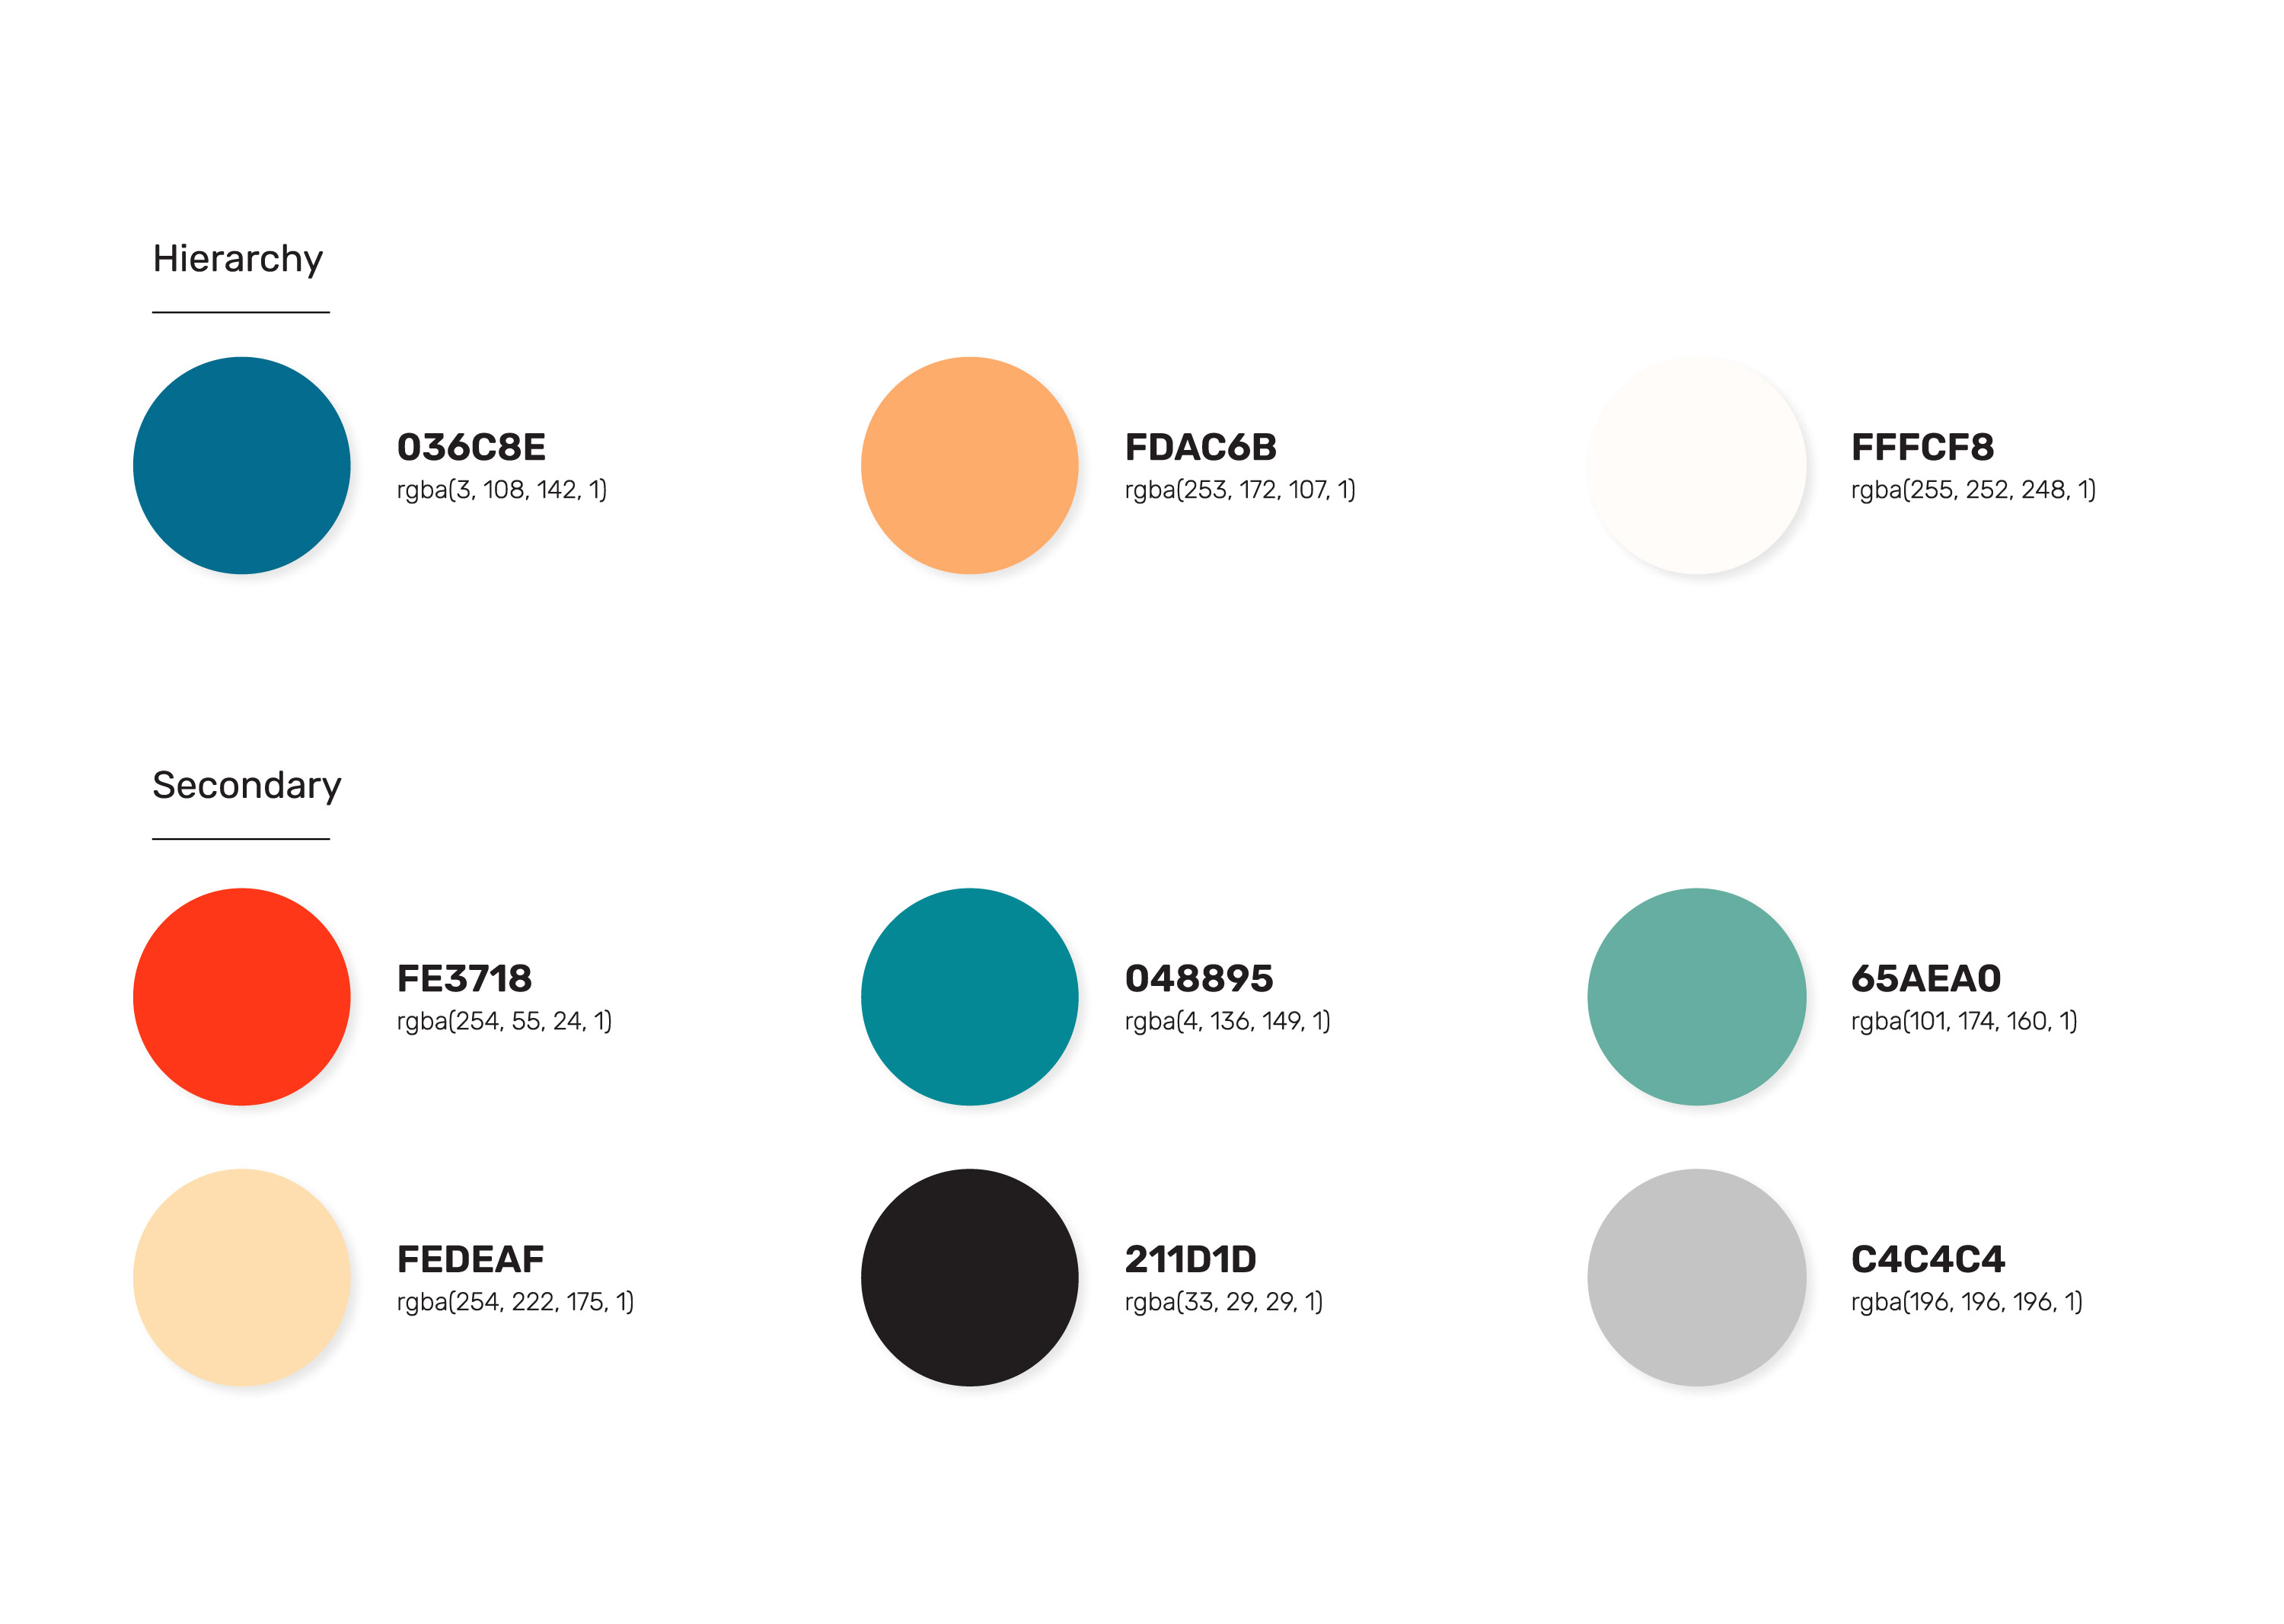 Hierarchy
036C8E
rgba(3, 108, 142, 1)
FDAC6B
rgba(253, 172, 107, 1)
FFFCF8
rgba(255, 252, 248, 1)
Secondary
FE3718
rgba(254, 55, 24, 1)
048895
rgba(4, 136, 149, 1)
65AEA0
rgba(101, 174, 160, 1)
FEDEAF
rgba(254, 222, 175, 1)
211D1D
rgba(33, 29, 29, 1)
C4C4C4
rgba(196, 196, 196, 1)